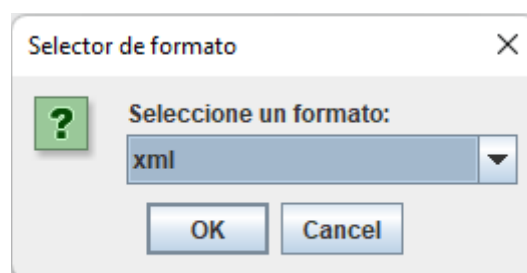 Selector de formato
?
Seleccione un formato:
xml
OK Cancel